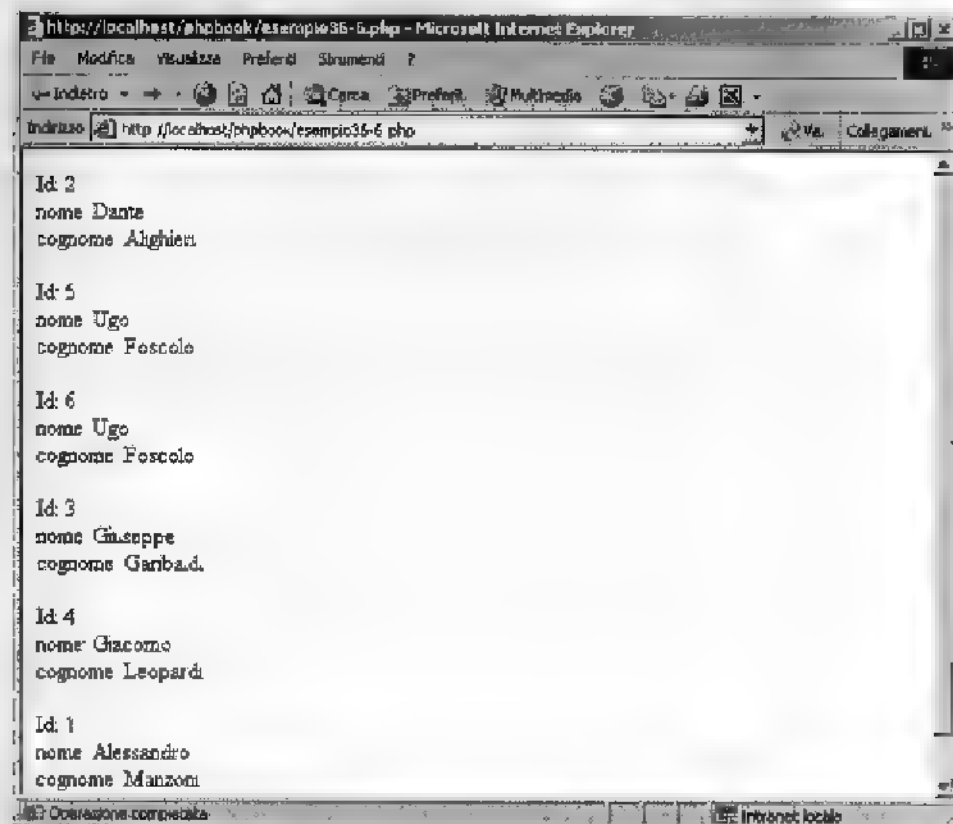 http://localhost/phpbook/esempio36-6.php - Microsoft Internet Explorer
File Modifica Visualizza Preferiti Strumenti ?
Indietro Cerca Preferiti Multimedia
Indirizzo http://localhost/phpbook/esempio36-6.php Vai Collegamenti
Id: 2
nome Dante
cognome Alighieri
Id: 5
nome Ugo
cognome Foscolo
Id: 6
nome Ugo
cognome Foscolo
Id: 3
nome Giuseppe
cognome Garibaldi
Id: 4
nome: Giacomo
cognome Leopardi
Id: 1
nome Alessandro
cognome Manzoni
Operazione completata Intranet locale